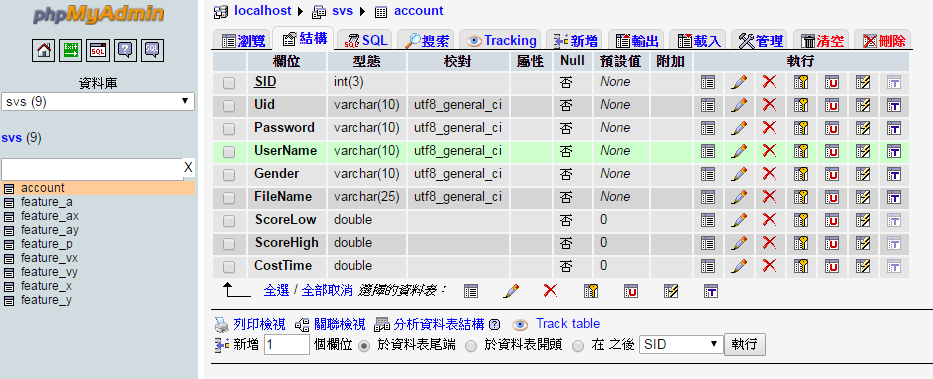 phpMyAdmin
Exit
SQL
?
SQL
資料庫
svs (9)
svs (9)
X
account
feature_a
feature_ax
feature_ay
feature_p
feature_vx
feature_vy
feature_x
feature_y
localhost svs account
瀏覽 結構 SQL 搜索 Tracking 新增 輸出 載入 管理 清空 刪除
欄位 型態 校對 屬性 Null 預設值 附加 執行
SID int(3) 否 None
Uid varchar(10) utf8_general_ci 否 None
Password varchar(10) utf8_general_ci 否 None
UserName varchar(10) utf8_general_ci 否 None
Gender varchar(10) utf8_general_ci 否 None
FileName varchar(25) utf8_general_ci 否 None
ScoreLow double 否 0
ScoreHigh double 否 0
CostTime double 否 0
全選 / 全部取消 選擇的資料表：
列印檢視 關聯檢視 分析資料表結構 Track table
新增 1 個欄位 於資料表尾端 於資料表開頭 在 之後 SID 執行